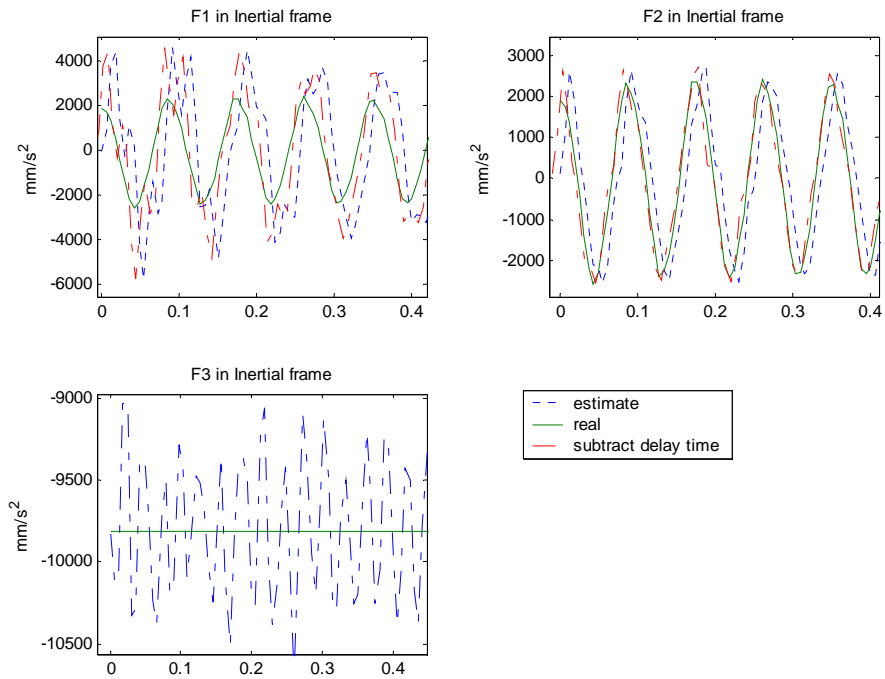 F1 in Inertial frame
4000
2000
0
-2000
-4000
-6000
mm/s²
0 0.1 0.2 0.3 0.4
F2 in Inertial frame
3000
2000
1000
0
-1000
-2000
mm/s²
0 0.1 0.2 0.3 0.4
F3 in Inertial frame
-9000
-9500
-10000
-10500
mm/s²
0 0.1 0.2 0.3 0.4
estimate
real
subtract delay time